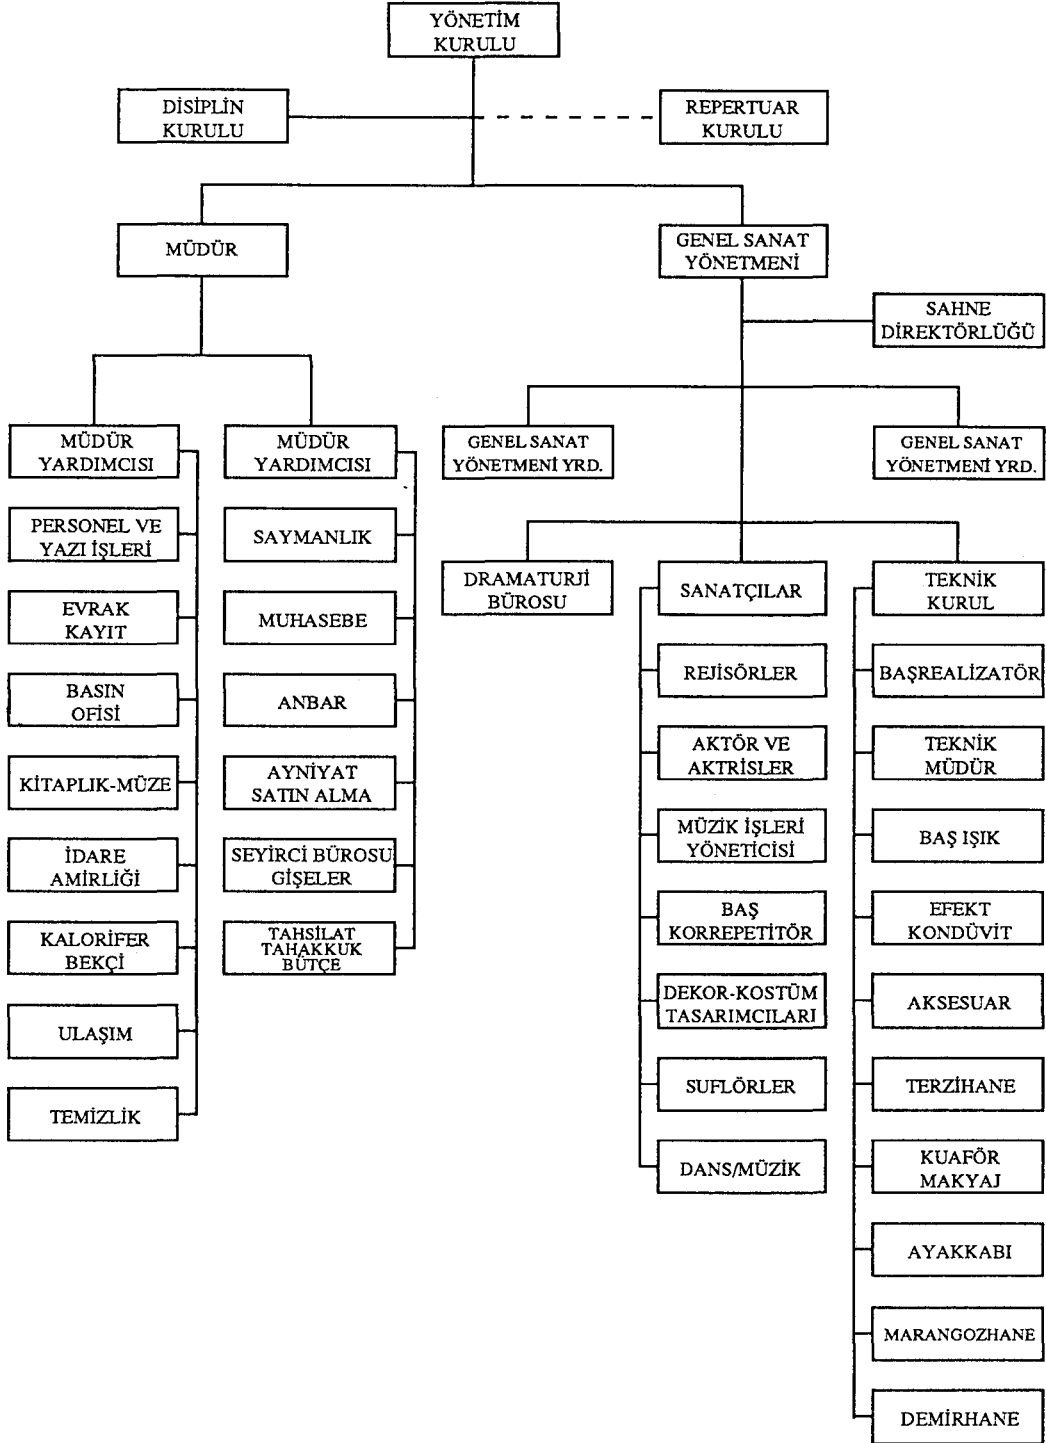 YÖNETİM
KURULU
DİSİPLİN
KURULU
REPERTUAR
KURULU
MÜDÜR
GENEL SANAT
YÖNETMENİ
SAHNE
DİREKTÖRLÜĞÜ
MÜDÜR
YARDIMCISI
MÜDÜR
YARDIMCISI
GENEL SANAT
YÖNETMENİ YRD.
GENEL SANAT
YÖNETMENİ YRD.
PERSONEL VE
YAZI İŞLERİ
EVRAK
KAYIT
BASIN
OFİSİ
KİTAPLIK-MÜZE
İDARE
AMİRLİĞİ
KALORİFER
BEKÇİ
ULAŞIM
TEMİZLİK
SAYMANLIK
MUHASEBE
ANBAR
AYNİYAT
SATIN ALMA
SEYİRCİ BÜROSU
GİŞELER
TAHSİLAT
TAHAKKUK
BÜTÇE
DRAMATURJİ
BÜROSU
SANATÇILAR
REJİSÖRLER
AKTÖR VE
AKTRİSLER
MÜZİK İŞLERİ
YÖNETİCİSİ
BAŞ
KORREPETİTÖR
DEKOR-KOSTÜM
TASARIMCILARI
SUFLÖRLER
DANS/MÜZİK
TEKNİK
KURUL
BAŞREALİZATÖR
TEKNİK
MÜDÜR
BAŞ IŞIK
EFEKT
KONDÜVİT
AKSESUAR
TERZİHANE
KUAFÖR
MAKYAJ
AYAKKABI
MARANGOZHANE
DEMİRHANE